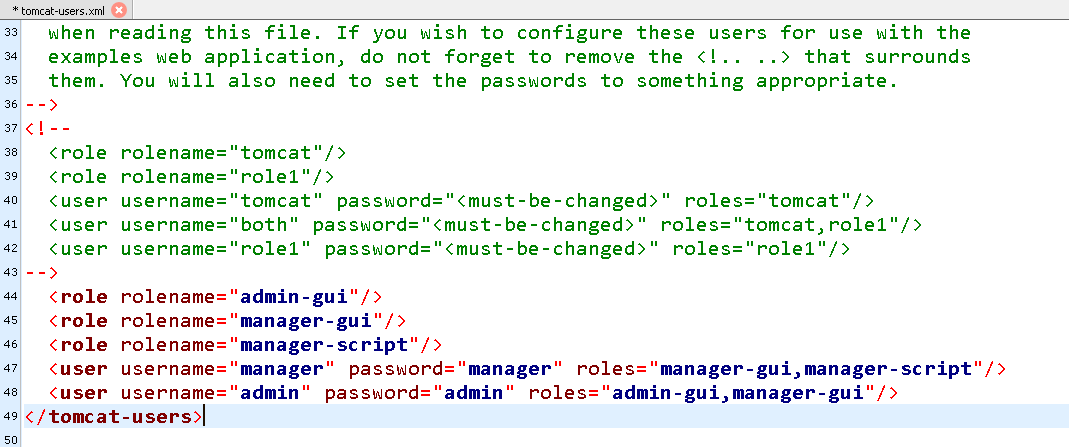 * tomcat-users.xml
33 when reading this file. If you wish to configure these users for use with the
34 examples web application, do not forget to remove the <!.. ..> that surrounds
35 them. You will also need to set the passwords to something appropriate.
36 -->
37 <!--
38 <role rolename="tomcat"/>
39 <role rolename="role1"/>
40 <user username="tomcat" password="<must-be-changed>" roles="tomcat"/>
41 <user username="both" password="<must-be-changed>" roles="tomcat,role1"/>
42 <user username="role1" password="<must-be-changed>" roles="role1"/>
43 -->
44 <role rolename="admin-gui"/>
45 <role rolename="manager-gui"/>
46 <role rolename="manager-script"/>
47 <user username="manager" password="manager" roles="manager-gui,manager-script"/>
48 <user username="admin" password="admin" roles="admin-gui,manager-gui"/>
49 </tomcat-users>
50